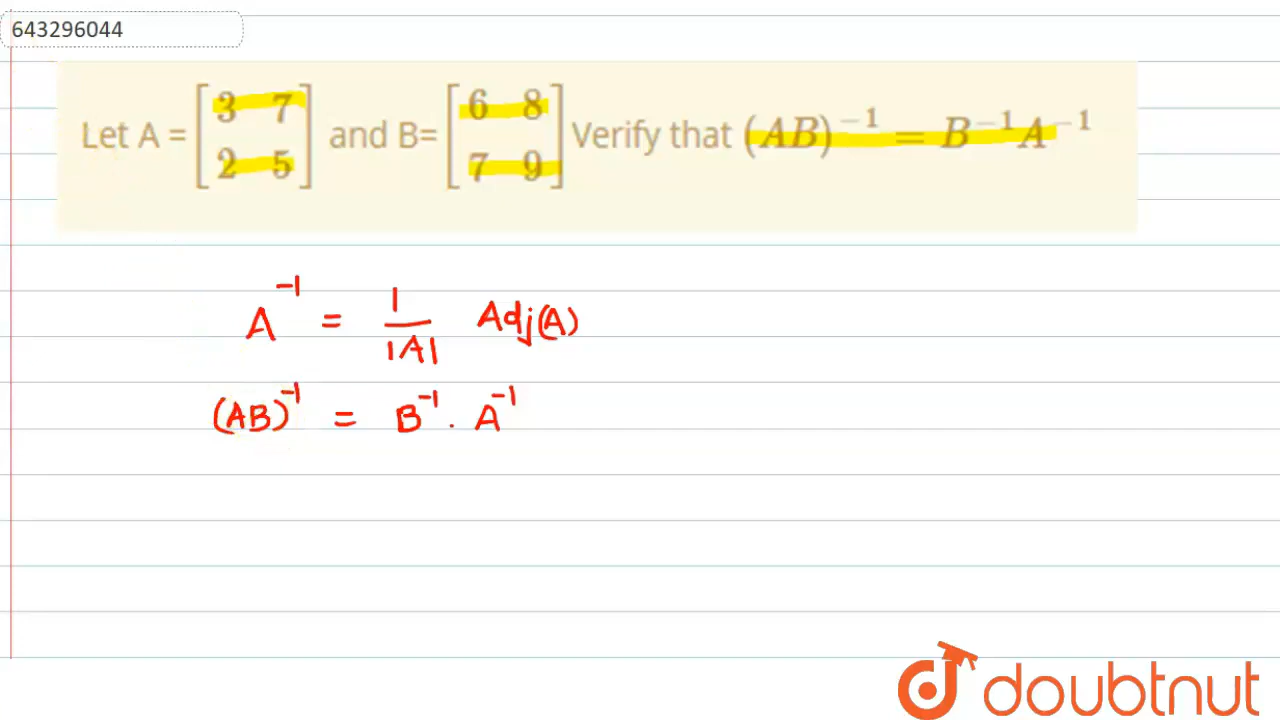 643296044
Let A = [3 7; 2 5] and B= [6 8; 7 9] Verify that (AB)⁻¹ = B⁻¹A⁻¹
A⁻¹ = 1/|A| Adj(A)
(AB)⁻¹ = B⁻¹ . A⁻¹
doubtnut